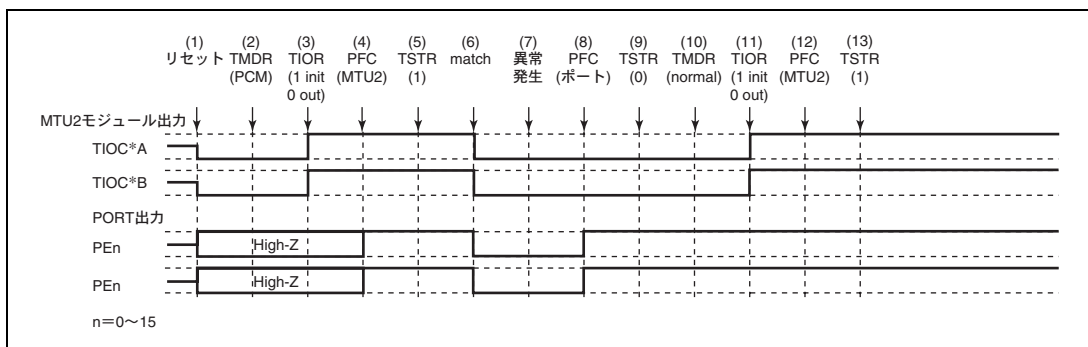 (1) (2) (3) (4) (5) (6) (7) (8) (9) (10) (11) (12) (13)
リセット TMDR TIOR PFC TSTR match 異常 PFC TSTR TMDR TIOR PFC TSTR
(PCM) (1 init (MTU2) (1) 発生 (ポート) (0) (normal) (1 init (MTU2) (1)
0 out) 0 out)
MTU2モジュール出力
TIOC*A
TIOC*B
PORT出力
PEn High-Z
PEn High-Z
n=0～15